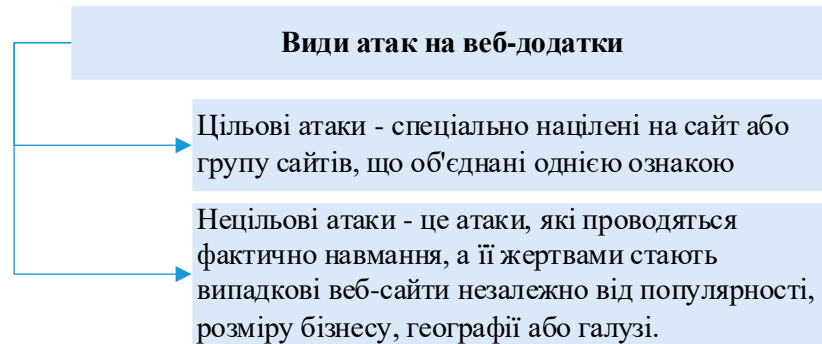 Види атак на веб-додатки
Цільові атаки - спеціально націлені на сайт або
групу сайтів, що об'єднані однією ознакою
Нецільові атаки - це атаки, які проводяться
фактично навмання, а її жертвами стають
випадкові веб-сайти незалежно від популярності,
розміру бізнесу, географії або галузі.